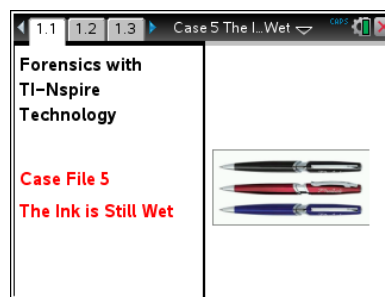 1.1 1.2 1.3 Case 5 The I...Wet CAPS
Forensics with
TI-Nspire
Technology
Case File 5
The Ink is Still Wet